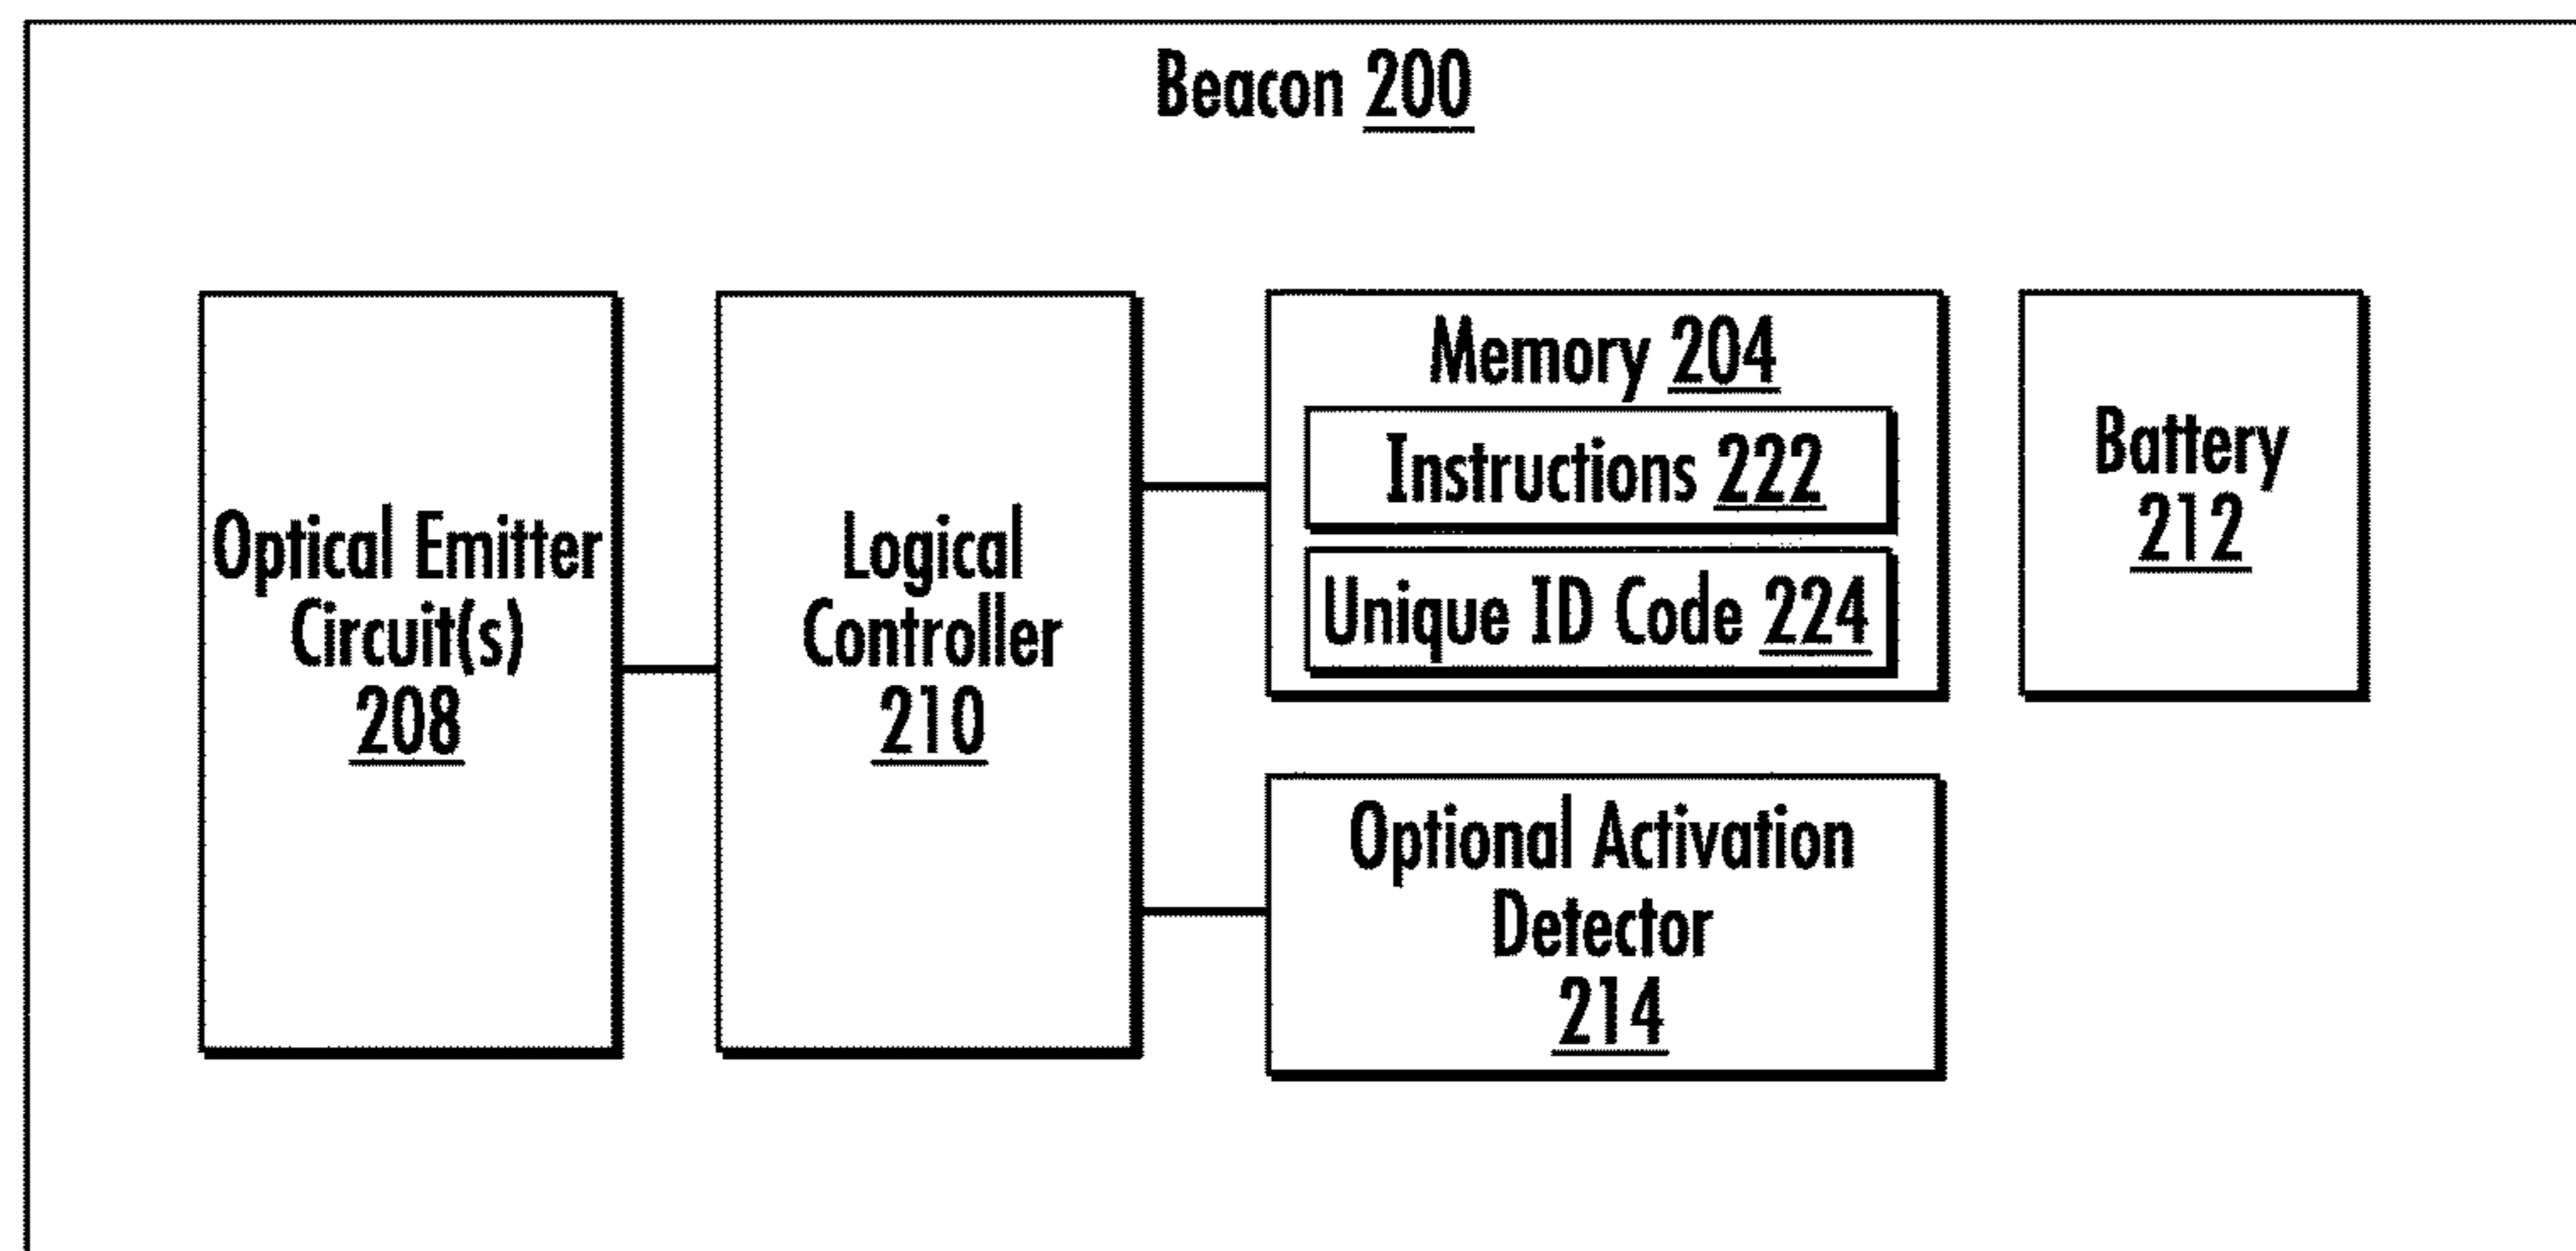 Beacon 200
Optical Emitter
Circuit(s)
208
Logical
Controller
210
Memory 204
Instructions 222
Unique ID Code 224
Battery
212
Optional Activation
Detector
214